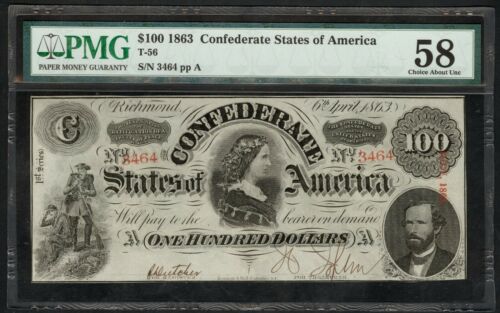 PMG
PAPER MONEY GUARANTY
$100 1863 Confederate States of America
T-56
S/N 3464 pp A
58
Choice About Unc
Richmond 6th April, 1863
C
CONFEDERATE
100
No. 3464 No. 3464
1st Series
States of America
Will pay to the bearer on demand
A ONE HUNDRED DOLLARS A